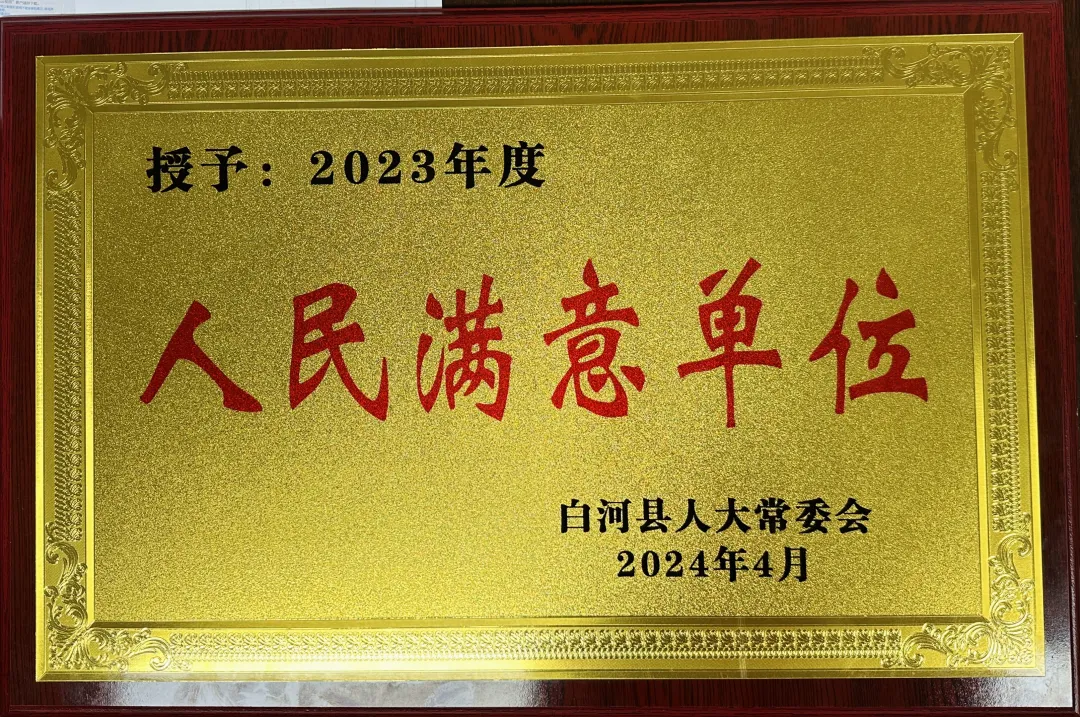 授予：2023年度
人民满意单位
白河县人大常委会
2024年4月